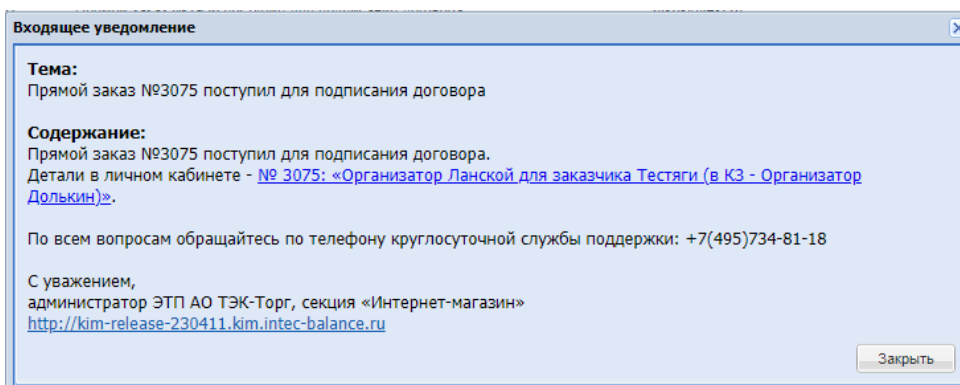 Входящее уведомление
Тема:
Прямой заказ №3075 поступил для подписания договора
Содержание:
Прямой заказ №3075 поступил для подписания договора.
Детали в личном кабинете - № 3075: «Организатор Ланской для заказчика Тестяги (в КЗ - Организатор
Долькин)».
По всем вопросам обращайтесь по телефону круглосуточной службы поддержки: +7(495)734-81-18
С уважением,
администратор ЭТП АО ТЭК-Торг, секция «Интернет-магазин»
http://kim-release-230411.kim.intec-balance.ru
Закрыть